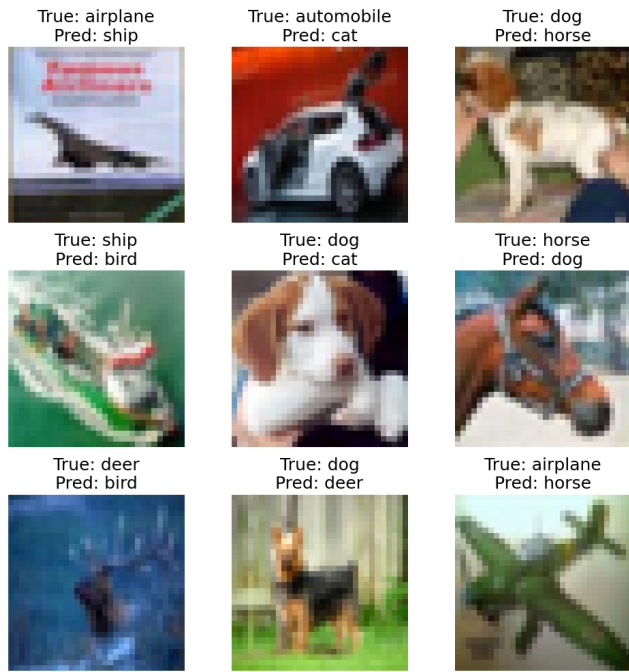 True: airplane
Pred: ship
True: automobile
Pred: cat
True: dog
Pred: horse
True: ship
Pred: bird
True: dog
Pred: cat
True: horse
Pred: dog
True: deer
Pred: bird
True: dog
Pred: deer
True: airplane
Pred: horse